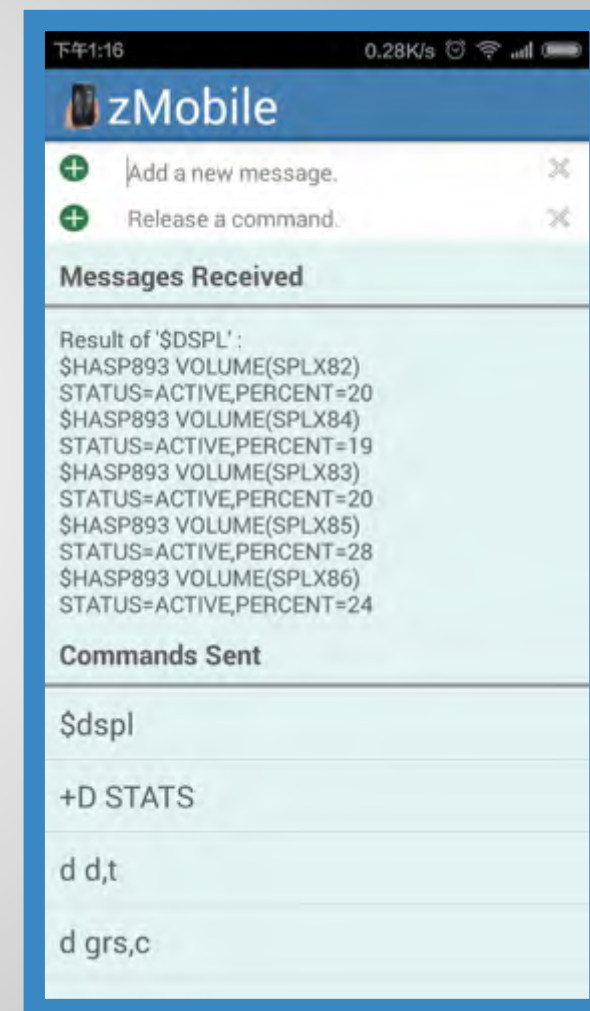 下午1:16 0.28K/s
zMobile
Add a new message.
Release a command.
Messages Received
Result of '$DSPL' :
$HASP893 VOLUME(SPLX82)
STATUS=ACTIVE,PERCENT=20
$HASP893 VOLUME(SPLX84)
STATUS=ACTIVE,PERCENT=19
$HASP893 VOLUME(SPLX83)
STATUS=ACTIVE,PERCENT=20
$HASP893 VOLUME(SPLX85)
STATUS=ACTIVE,PERCENT=28
$HASP893 VOLUME(SPLX86)
STATUS=ACTIVE,PERCENT=24
Commands Sent
$dspl
+D STATS
d d,t
d grs,c